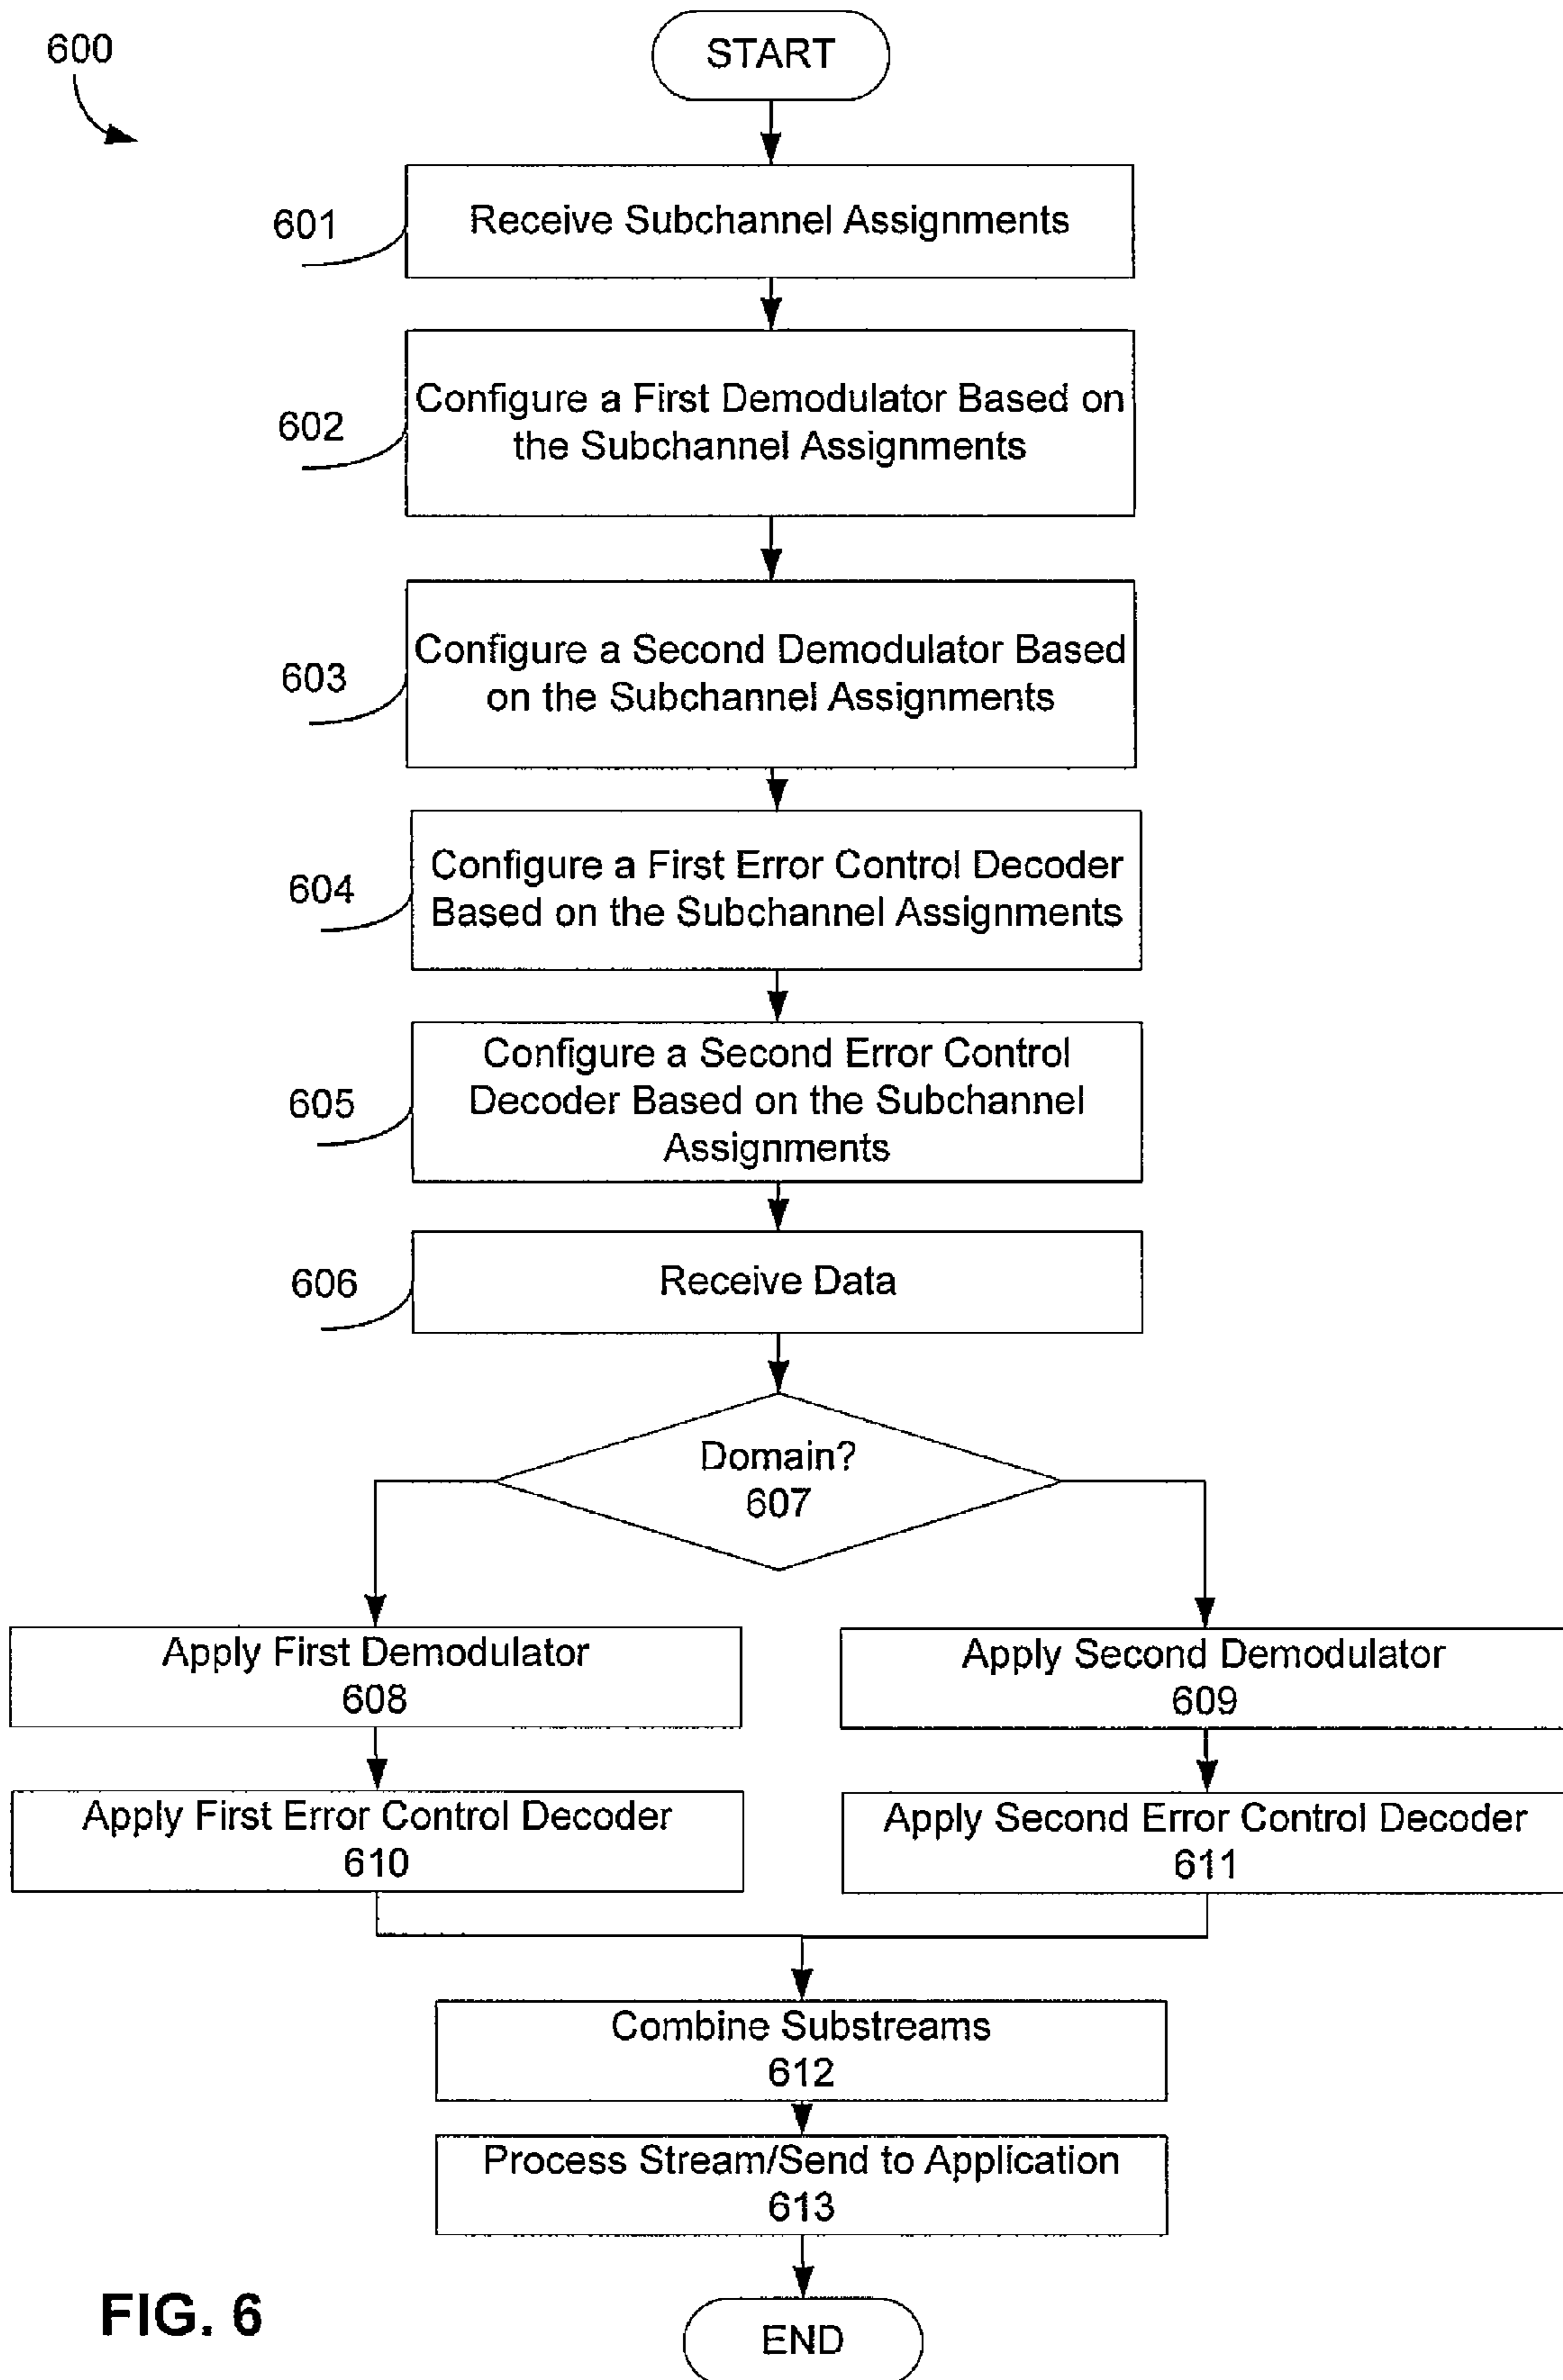 600
START
601
Receive Subchannel Assignments
602
Configure a First Demodulator Based on
the Subchannel Assignments
603
Configure a Second Demodulator Based
on the Subchannel Assignments
604
Configure a First Error Control Decoder
Based on the Subchannel Assignments
605
Configure a Second Error Control
Decoder Based on the Subchannel
Assignments
606
Receive Data
Domain?
607
Apply First Demodulator
608
Apply Second Demodulator
609
Apply First Error Control Decoder
610
Apply Second Error Control Decoder
611
Combine Substreams
612
Process Stream/Send to Application
613
END
FIG. 6